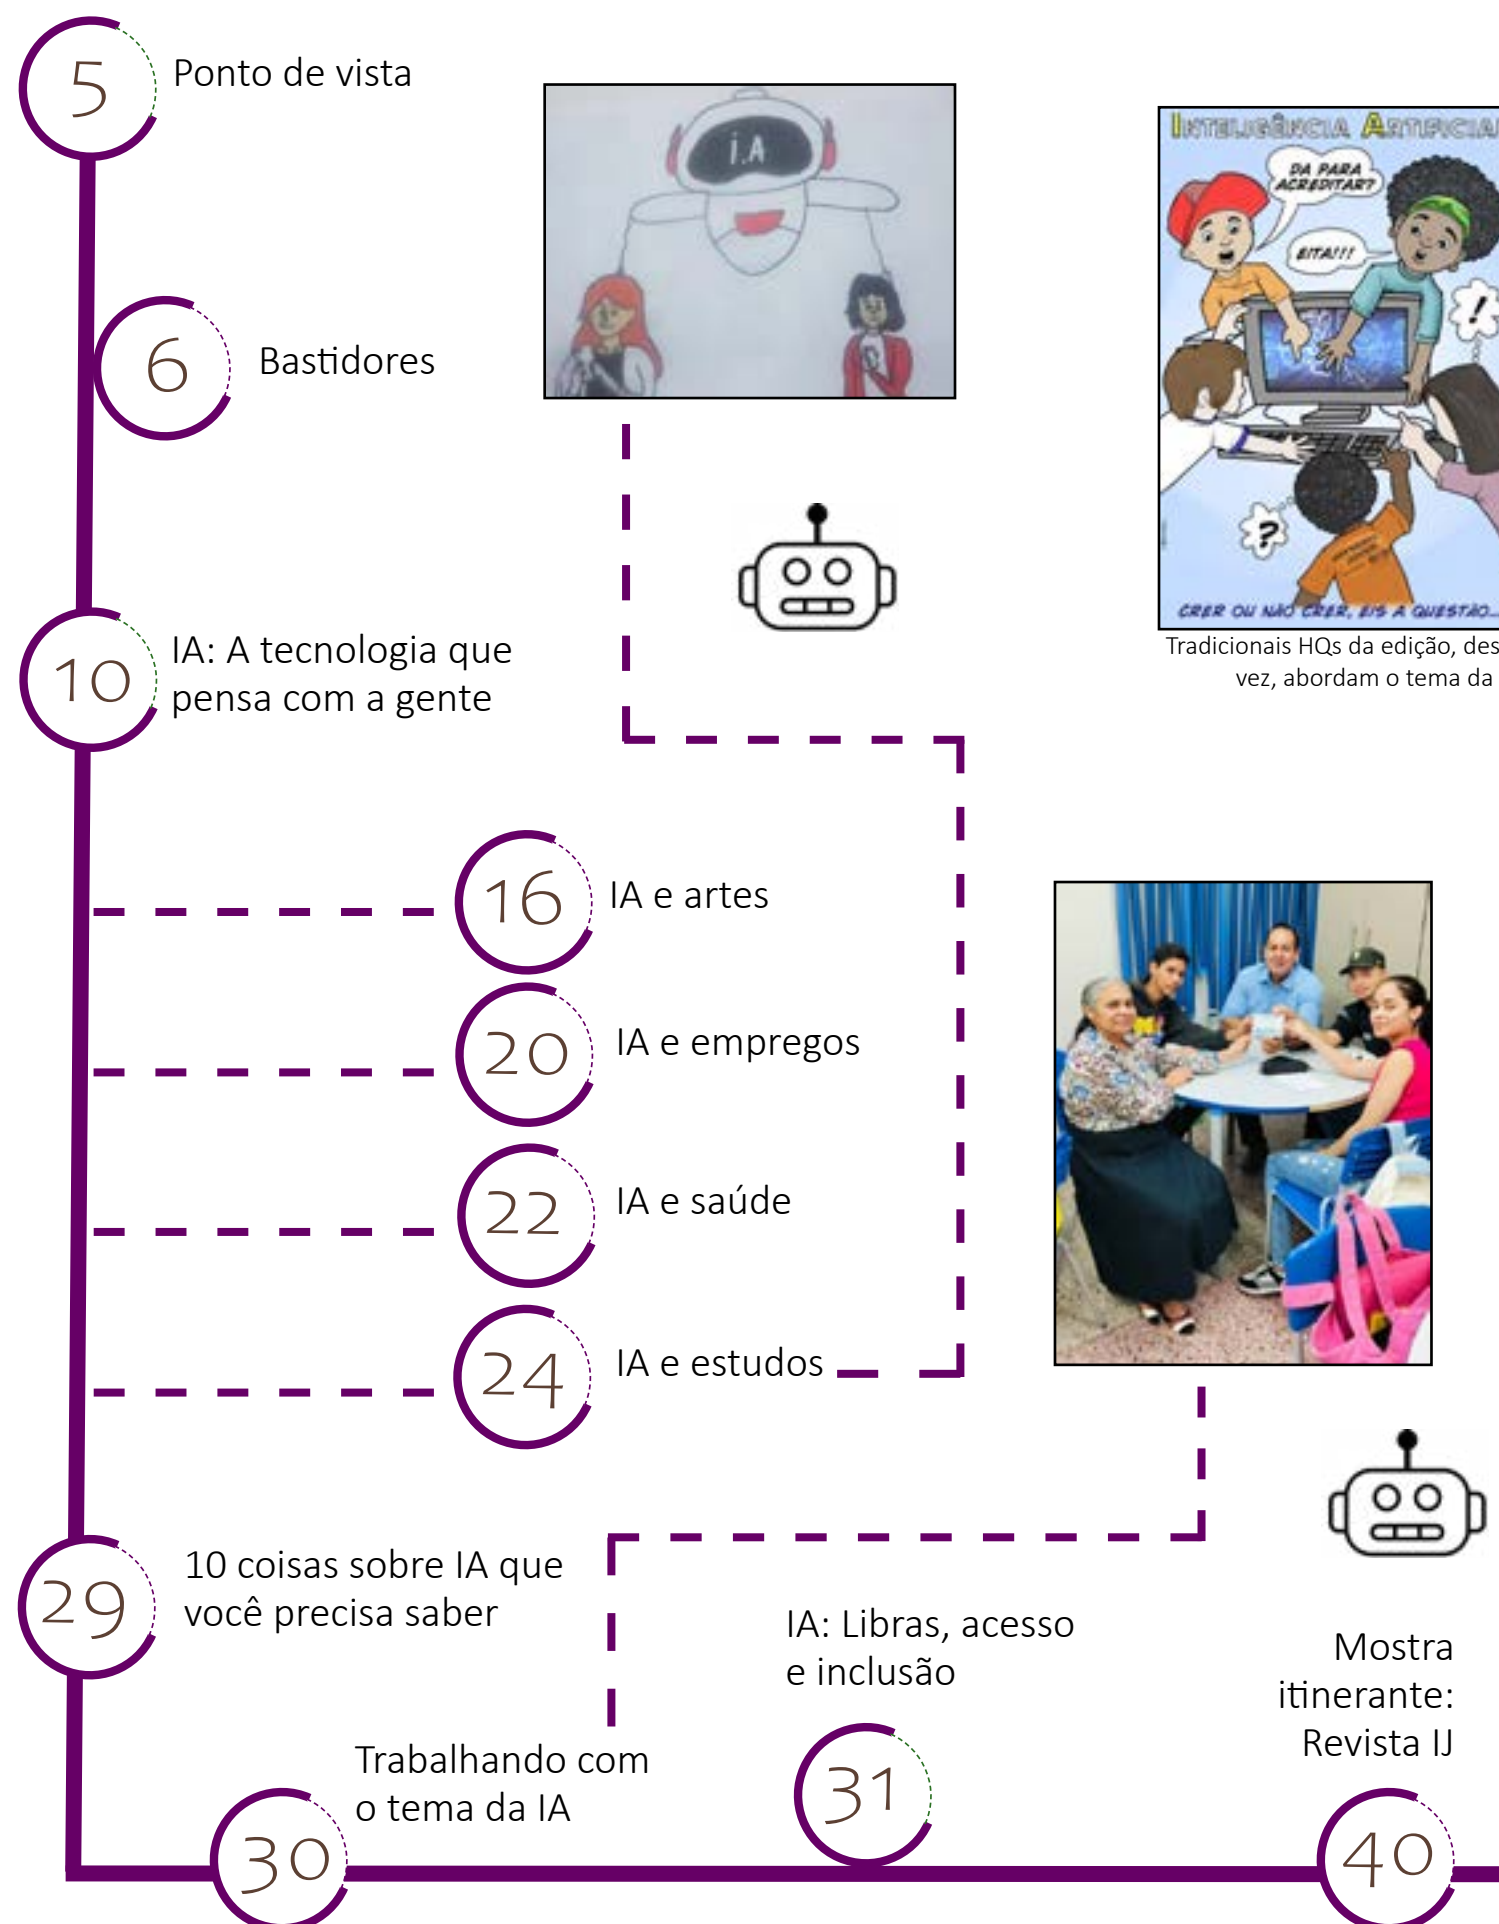 5
Ponto de vista
i.A
INTELIGÊNCIA ARTIFICIAL
DA PARA
ACREDITAR?
EITA!!!
!
?
CRER OU NÃO CRER, EIS A QUESTÃO...
Tradicionais HQs da edição, des
vez, abordam o tema da
6
Bastidores
10
IA: A tecnologia que
pensa com a gente
16
IA e artes
20
IA e empregos
22
IA e saúde
24
IA e estudos
29
10 coisas sobre IA que
você precisa saber
30
Trabalhando com
o tema da IA
31
IA: Libras, acesso
e inclusão
40
Mostra
itinerante:
Revista IJ